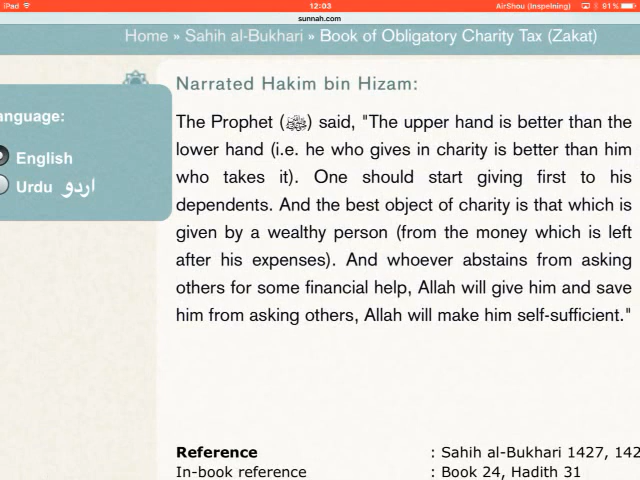 iPad 12:03 AirShou (Inspelning) 91 %
sunnah.com
Home » Sahih al-Bukhari » Book of Obligatory Charity Tax (Zakat)
anguage:
English
Urdu اردو
Narrated Hakim bin Hizam:
The Prophet (ﷺ) said, "The upper hand is better than the
lower hand (i.e. he who gives in charity is better than him
who takes it). One should start giving first to his
dependents. And the best object of charity is that which is
given by a wealthy person (from the money which is left
after his expenses). And whoever abstains from asking
others for some financial help, Allah will give him and save
him from asking others, Allah will make him self-sufficient."
Reference : Sahih al-Bukhari 1427, 142
In-book reference : Book 24, Hadith 31